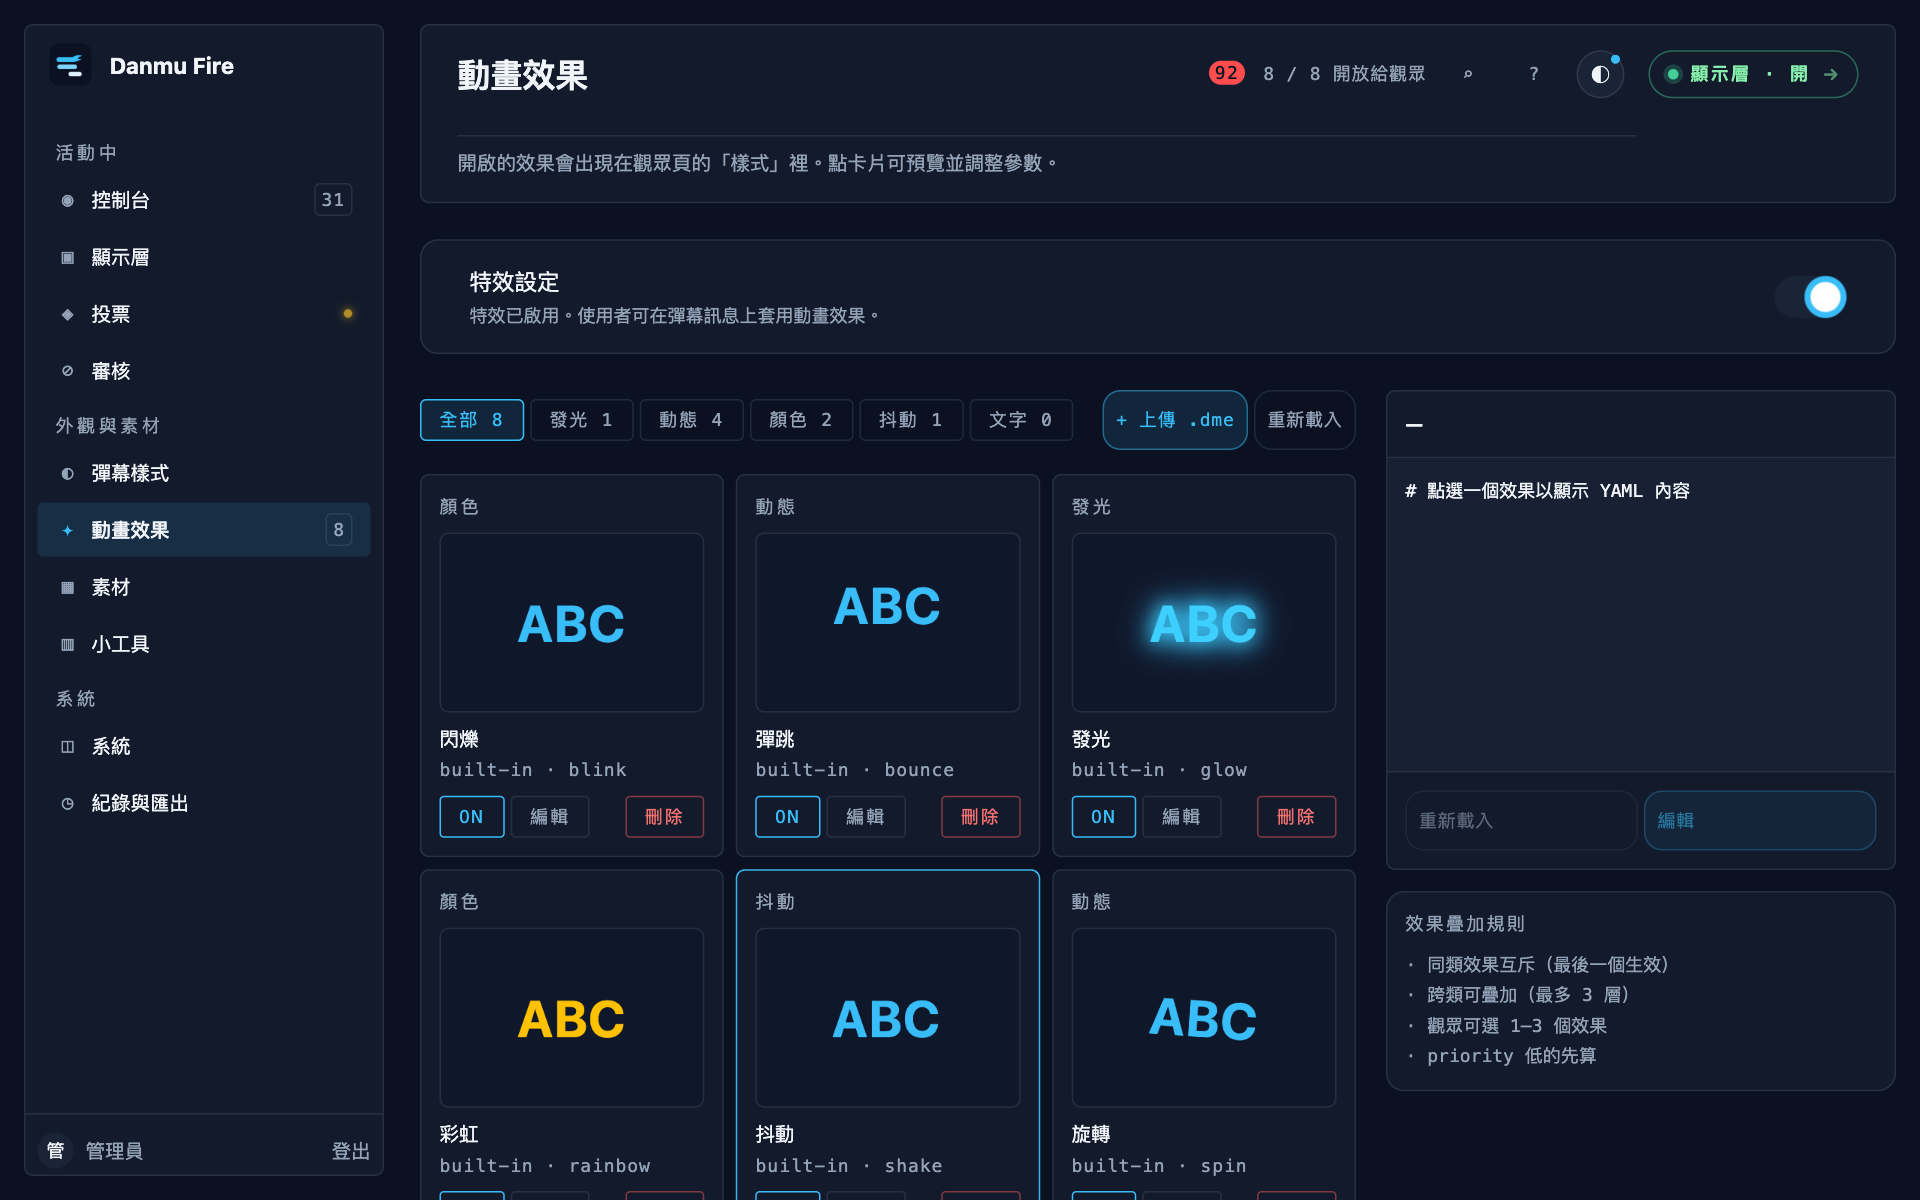 Danmu Fire
活動中
控制台 31
顯示層
投票
審核
外觀與素材
彈幕樣式
動畫效果 8
素材
小工具
系統
系統
紀錄與匯出
管 管理員 登出
動畫效果
92 8 / 8 開放給觀眾 ? 顯示層 · 開 →
開啟的效果會出現在觀眾頁的「樣式」裡。點卡片可預覽並調整參數。
特效設定
特效已啟用。使用者可在彈幕訊息上套用動畫效果。
全部 8 發光 1 動態 4 顏色 2 抖動 1 文字 0 + 上傳 .dme 重新載入
顏色
ABC
閃爍
built-in · blink
ON 編輯 刪除
動態
ABC
彈跳
built-in · bounce
ON 編輯 刪除
發光
ABC
發光
built-in · glow
ON 編輯 刪除
顏色
ABC
彩虹
built-in · rainbow
抖動
ABC
抖動
built-in · shake
動態
ABC
旋轉
built-in · spin
—
# 點選一個效果以顯示 YAML 內容
重新載入 編輯
效果疊加規則
· 同類效果互斥 (最後一個生效)
· 跨類可疊加 (最多 3 層)
· 觀眾可選 1–3 個效果
· priority 低的先算